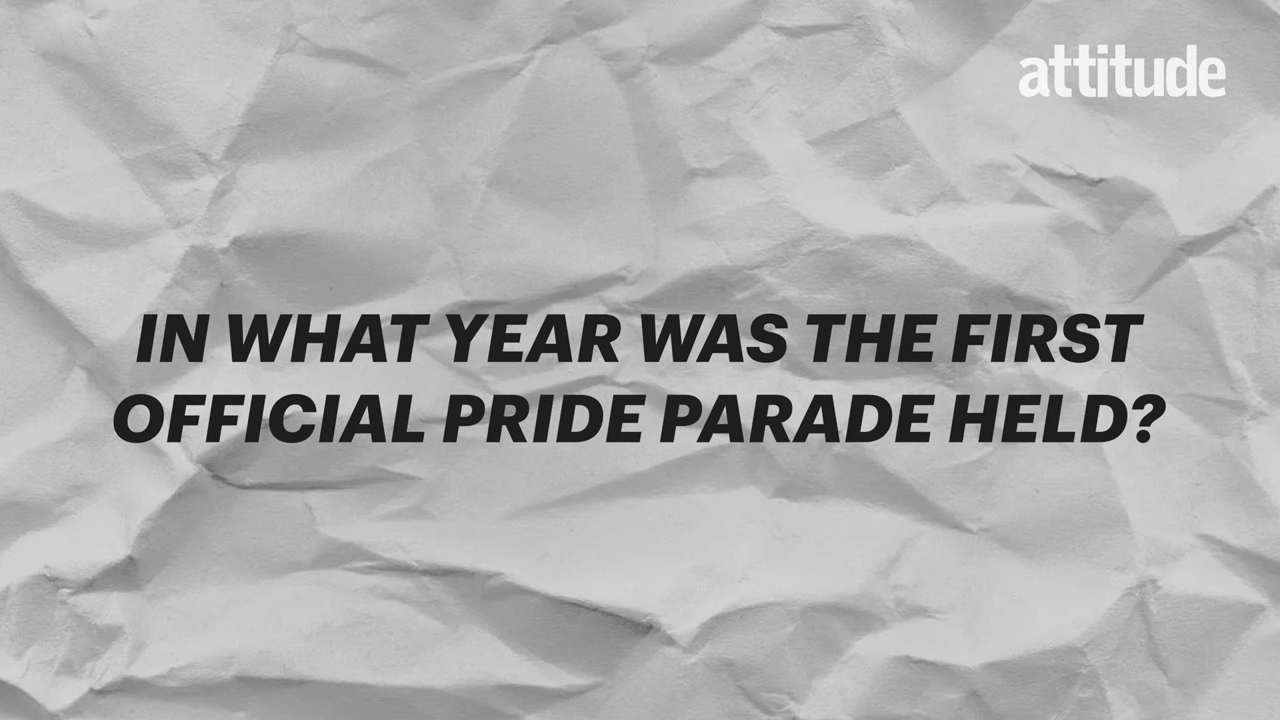 attitude
IN WHAT YEAR WAS THE FIRST
OFFICIAL PRIDE PARADE HELD?